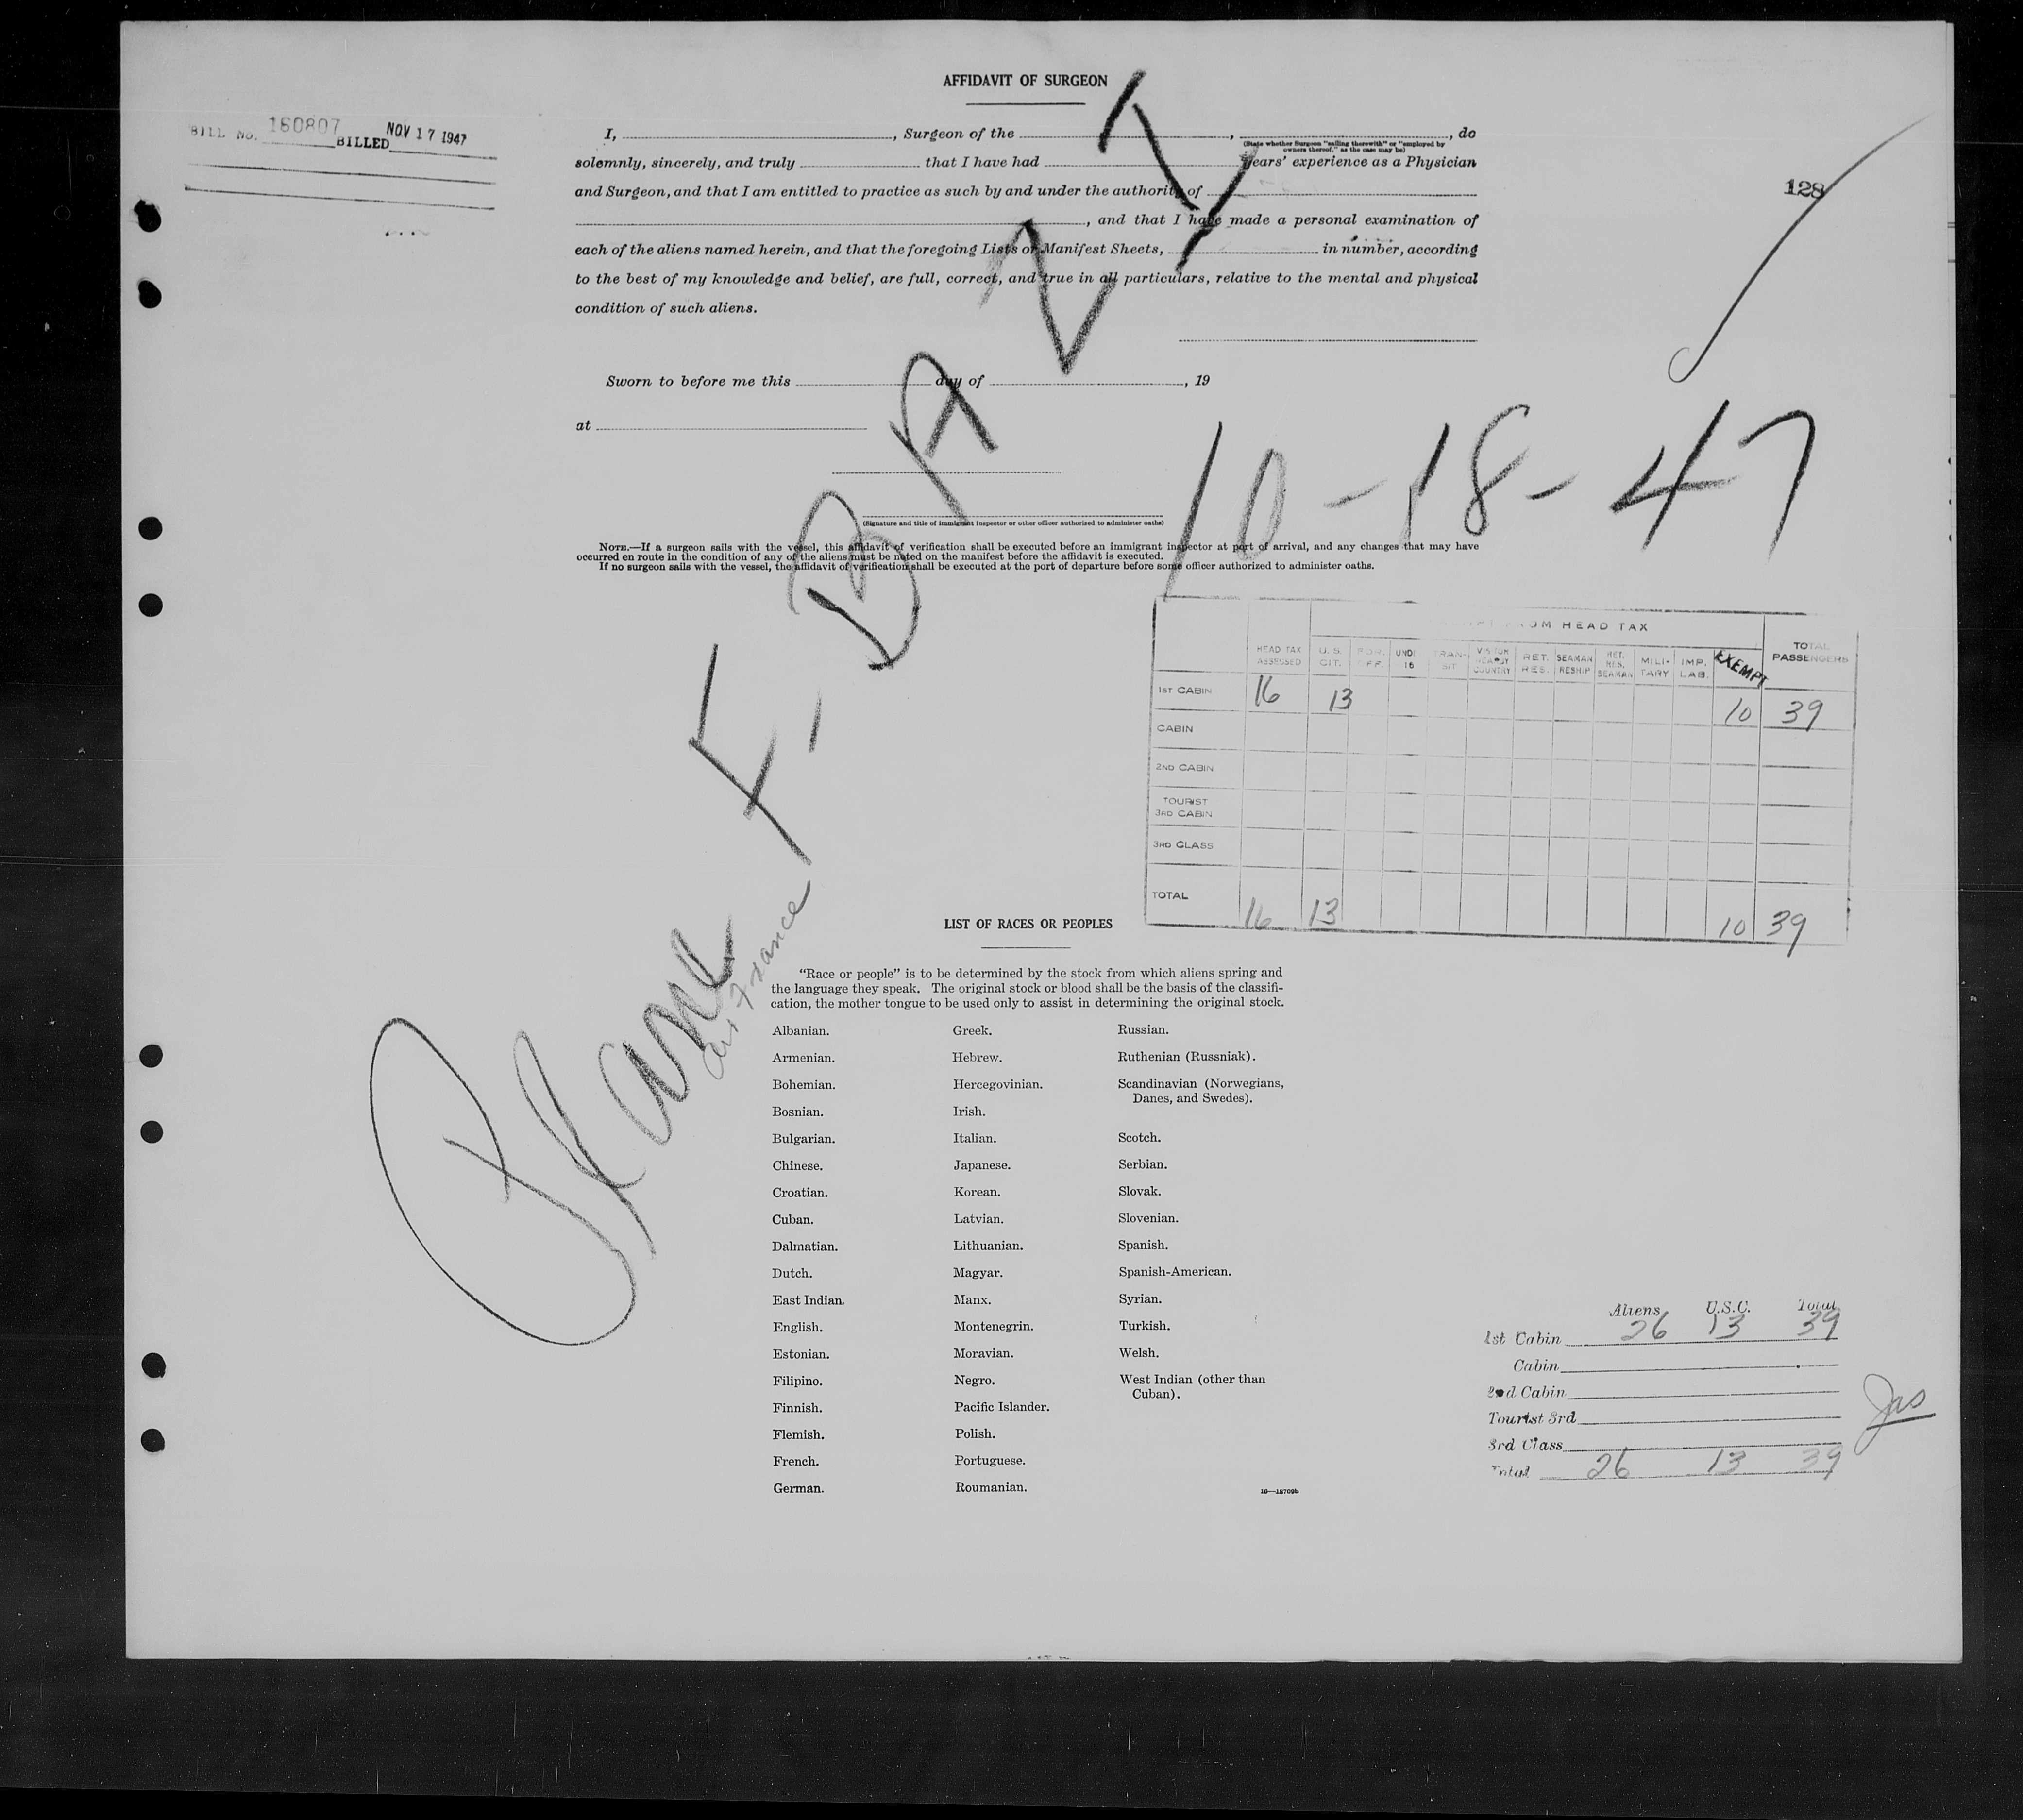 AFFIDAVIT OF SURGEON
BILL NO. 160807 BILLED NOV 17 1947
I, , Surgeon of the , , do
(State whether Surgeon "sailing therewith" or "employed by
owners thereof," as the case may be)
solemnly, sincerely, and truly that I have had years' experience as a Physician
and Surgeon, and that I am entitled to practice as such by and under the authority of
, and that I have made a personal examination of
each of the aliens named herein, and that the foregoing Lists or Manifest Sheets, in number, according
to the best of my knowledge and belief, are full, correct, and true in all particulars, relative to the mental and physical
condition of such aliens.
128
Sworn to before me this day of , 19
at
(Signature and title of immigrant inspector or other officer authorized to administer oaths)
NOTE.—If a surgeon sails with the vessel, this affidavit of verification shall be executed before an immigrant inspector at port of arrival, and any changes that may have
occurred en route in the condition of any of the aliens must be noted on the manifest before the affidavit is executed.
If no surgeon sails with the vessel, the affidavit of verification shall be executed at the port of departure before some officer authorized to administer oaths.
Plane F-BAZY
Air France
10-18-47
FROM HEAD TAX
HEAD TAX ASSESSED U.S. CIT. FOR. OFF. UND. 16 TRAN-SIT VISITOR NEARBY COUNTRY RET. RES. SEAMAN RESHIP RET. RES. SEAMAN MILI-TARY IMP. LAB. EXEMPT TOTAL PASSENGERS
1ST CABIN 16 13 10 39
CABIN
2ND CABIN
TOURIST
3RD CABIN
3RD CLASS
TOTAL 16 13 10 39
LIST OF RACES OR PEOPLES
"Race or people" is to be determined by the stock from which aliens spring and
the language they speak. The original stock or blood shall be the basis of the classifi-
cation, the mother tongue to be used only to assist in determining the original stock.
Albanian.
Armenian.
Bohemian.
Bosnian.
Bulgarian.
Chinese.
Croatian.
Cuban.
Dalmatian.
Dutch.
East Indian.
English.
Estonian.
Filipino.
Finnish.
Flemish.
French.
German.
Greek.
Hebrew.
Hercegovinian.
Irish.
Italian.
Japanese.
Korean.
Latvian.
Lithuanian.
Magyar.
Manx.
Montenegrin.
Moravian.
Negro.
Pacific Islander.
Polish.
Portuguese.
Roumanian.
Russian.
Ruthenian (Russniak).
Scandinavian (Norwegians,
Danes, and Swedes).
Scotch.
Serbian.
Slovak.
Slovenian.
Spanish.
Spanish-American.
Syrian.
Turkish.
Welsh.
West Indian (other than
Cuban).
16—18709b
Aliens U.S.C. Total
1st Cabin 26 13 39
Cabin
2nd Cabin
Tourist 3rd
3rd Class
Total 26 13 39